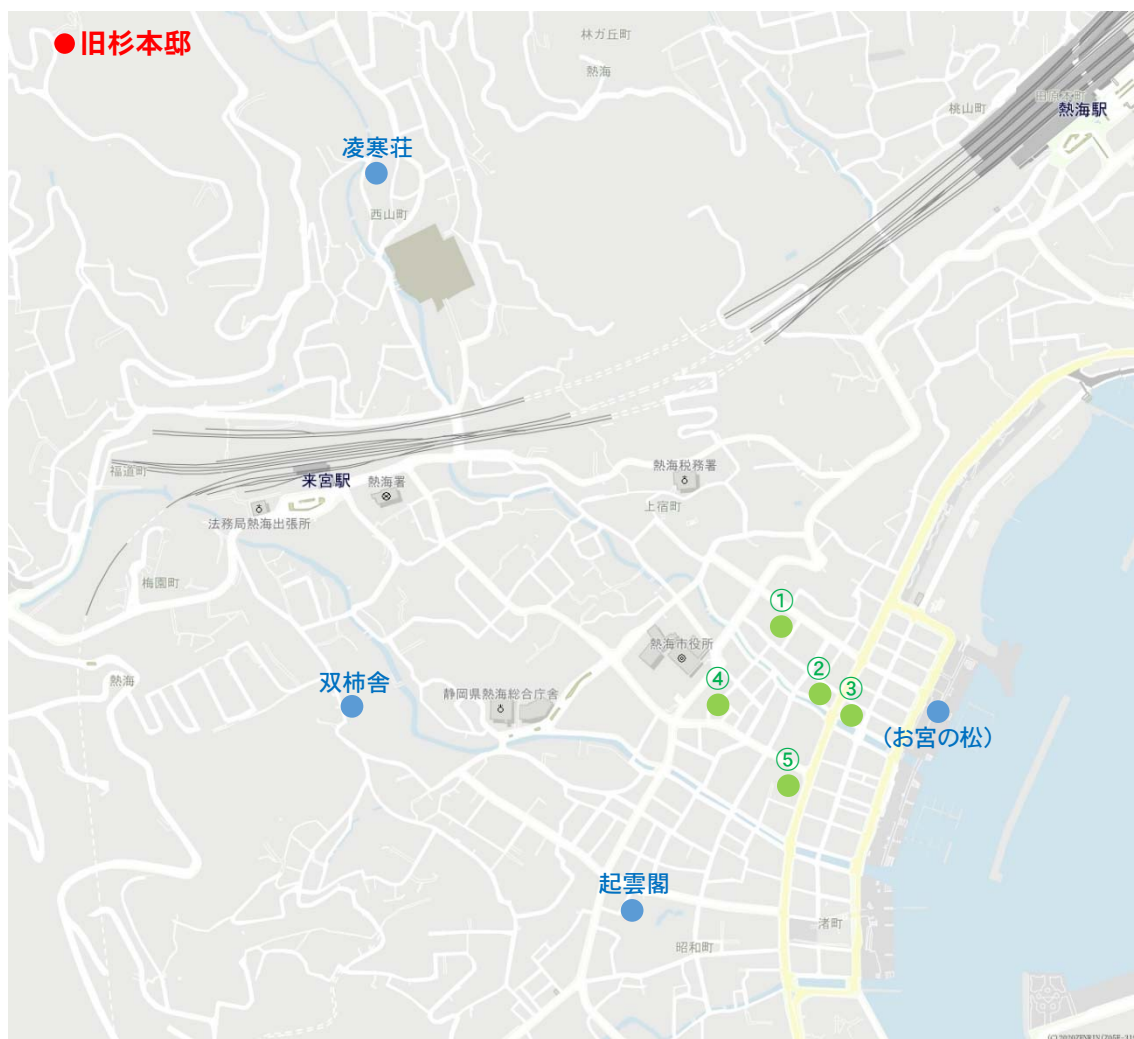 ●旧杉本邸
林ガ丘町
熱海
桃山町
田原本町
熱海駅
凌寒荘
西山町
福道町
来宮駅
熱海署
法務局熱海出張所
熱海税務署
上宿町
梅園町
①
熱海市役所
熱海
双柿舎
静岡県熱海総合庁舎
④
②
③
(お宮の松)
⑤
起雲閣
昭和町
渚町